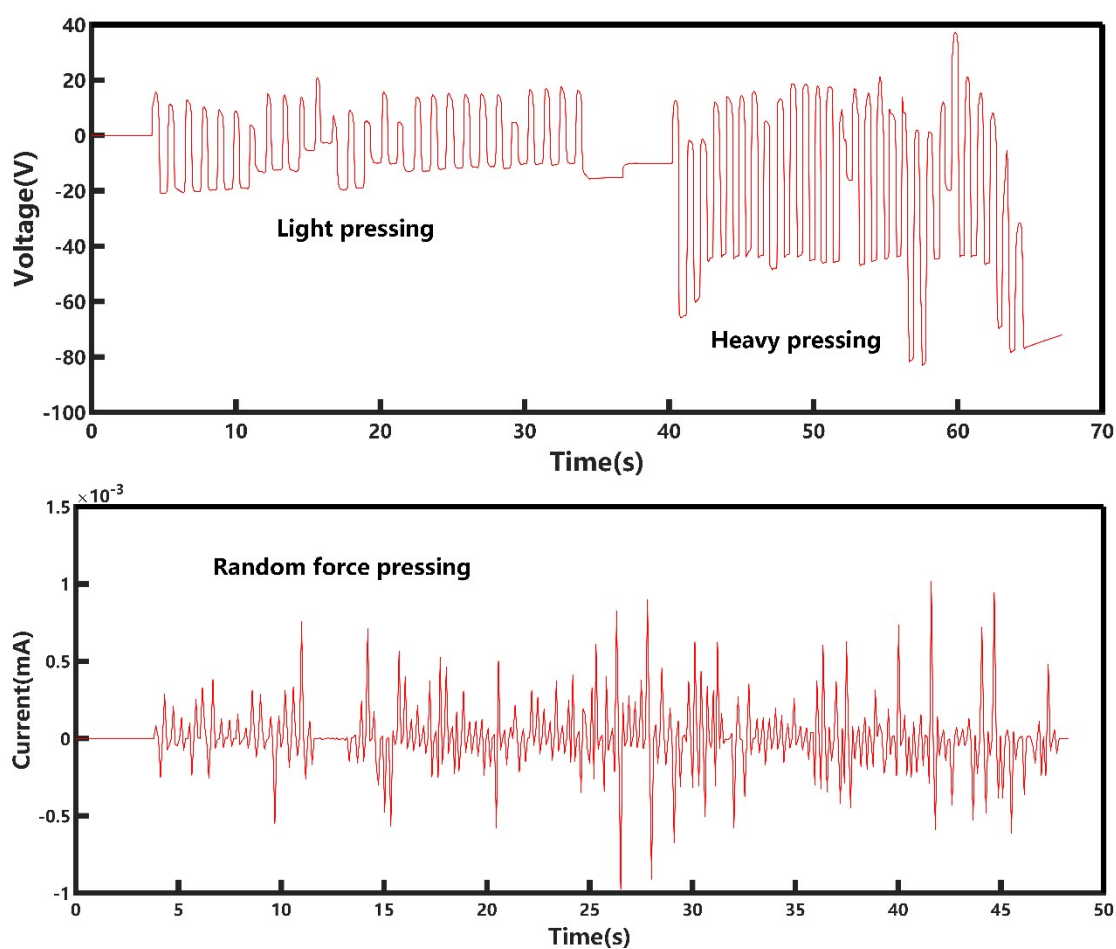 40
20
0
-20
-40
-60
-80
-100
Voltage(V)
Light pressing
Heavy pressing
0 10 20 30 40 50 60 70
Time(s)
×10-3
1.5
1
0.5
0
-0.5
-1
Current(mA)
Random force pressing
0 5 10 15 20 25 30 35 40 45 50
Time(s)